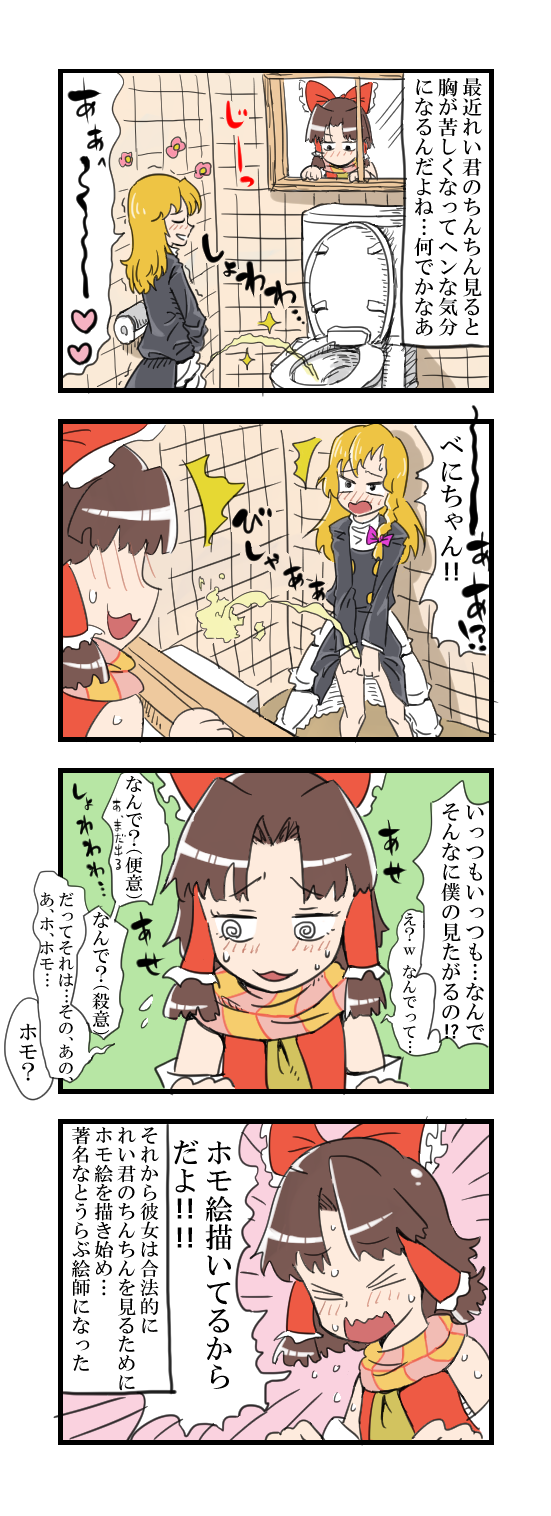 最近れい君のちんちん見ると
胸が苦しくなってヘンな気分
になるんだよね…何でかなあ
じーっ
しょわわ…
あぁ〜〜〜♡♡
べにちゃん!!
ああ!?
びしゃあぁぁ
いっつもいっつも…なんで
そんなに僕の見たがるの!?
え?w なんでって…
あせ
なんで?(便意)
あ、まだ出る
しょわわわ…
あせ
なんで?(殺意)
だってそれは…その、あの、
あ、ホ、ホモ…
ホモ?
ホモ絵描いてるから
だよ!!!!
それから彼女は合法的に
れい君のちんちんを見るために
ホモ絵を描き始め…
著名なとうらぶ絵師になった